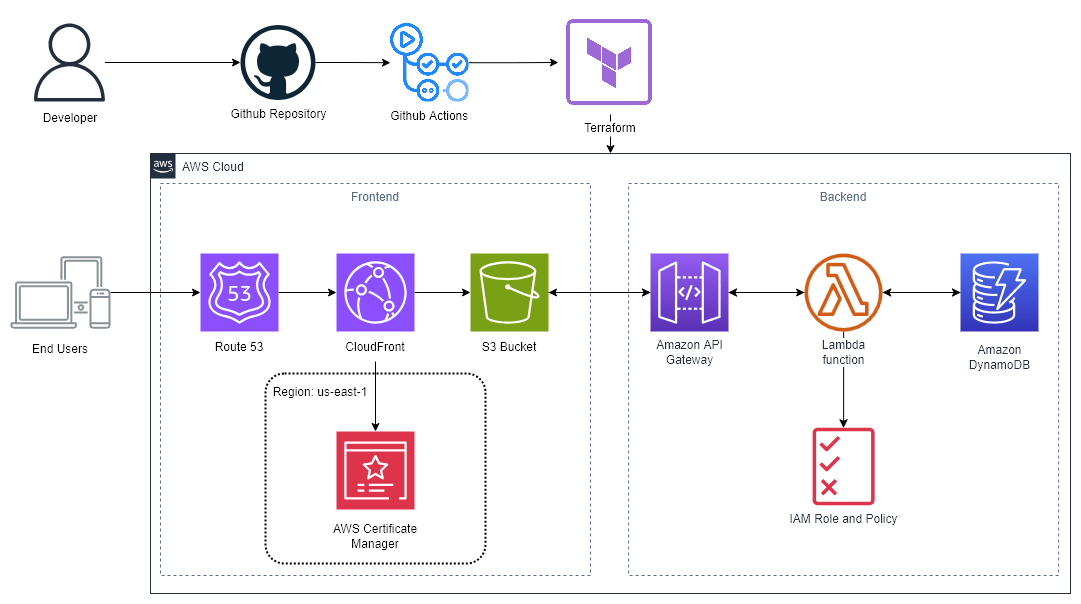 Developer
Github Repository
Github Actions
Terraform
aws
AWS Cloud
Frontend
Backend
53
</>
End Users
Route 53
CloudFront
S3 Bucket
Amazon API
Gateway
Lambda
function
Amazon
DynamoDB
Region: us-east-1
AWS Certificate
Manager
IAM Role and Policy